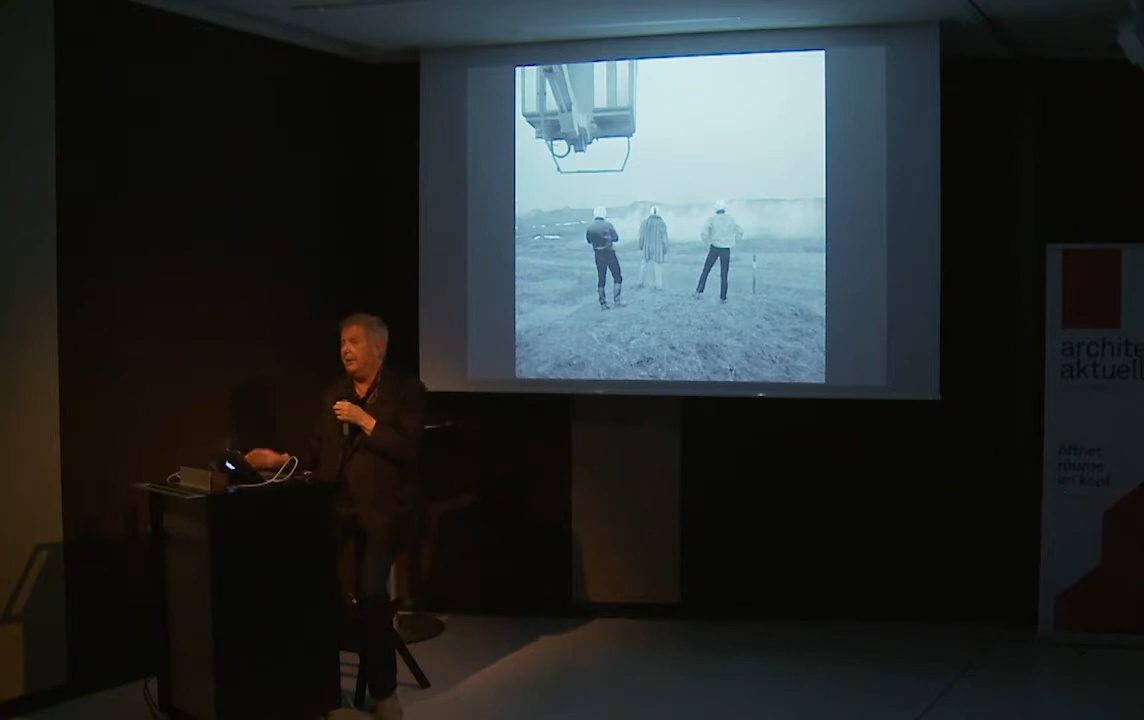 archite
aktuell
öffnet
räume
im kopf